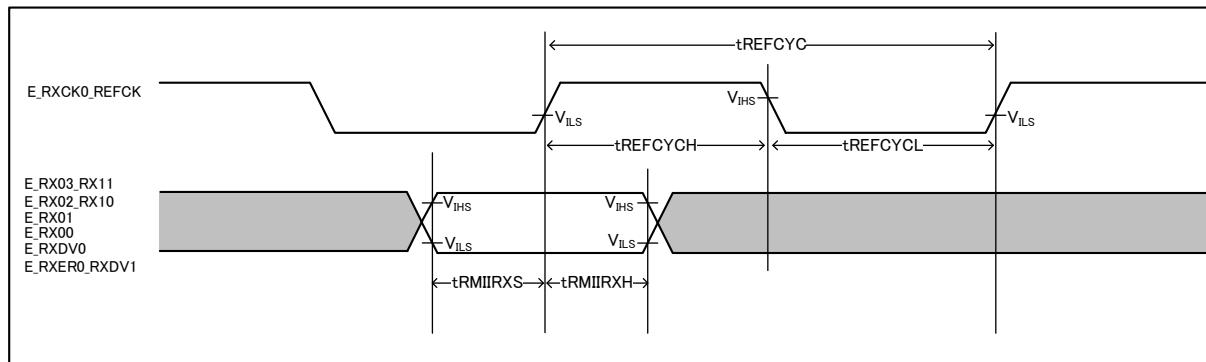 tREFCYC
E_RXCK0_REFCK
VIHS
VILS
VILS
tREFCYCH
tREFCYCL
E_RX03_RX11
E_RX02_RX10
E_RX01
E_RX00
E_RXDV0
E_RXER0_RXDV1
VIHS
VIHS
VILS
VILS
tRMIIRXS
tRMIIRXH